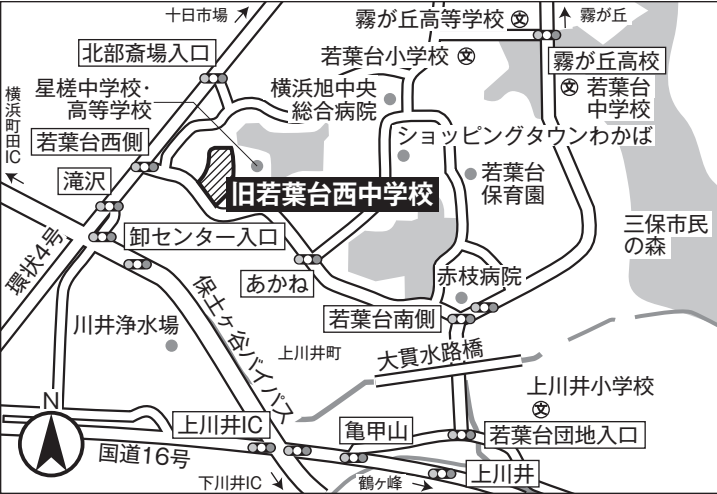 十日市場
霧が丘高等学校
霧が丘
北部斎場入口
若葉台小学校
霧が丘高校
星槎中学校・
高等学校
横浜旭中央
総合病院
若葉台
中学校
横浜町田IC
若葉台西側
ショッピングタウンわかば
滝沢
若葉台
保育園
旧若葉台西中学校
三保市民
の森
卸センター入口
環状4号
あかね
赤枝病院
保土ヶ谷バイパス
若葉台南側
川井浄水場
上川井町
大貫水路橋
上川井小学校
N
上川井IC
亀甲山
若葉台団地入口
国道16号
上川井
下川井IC
鶴ヶ峰